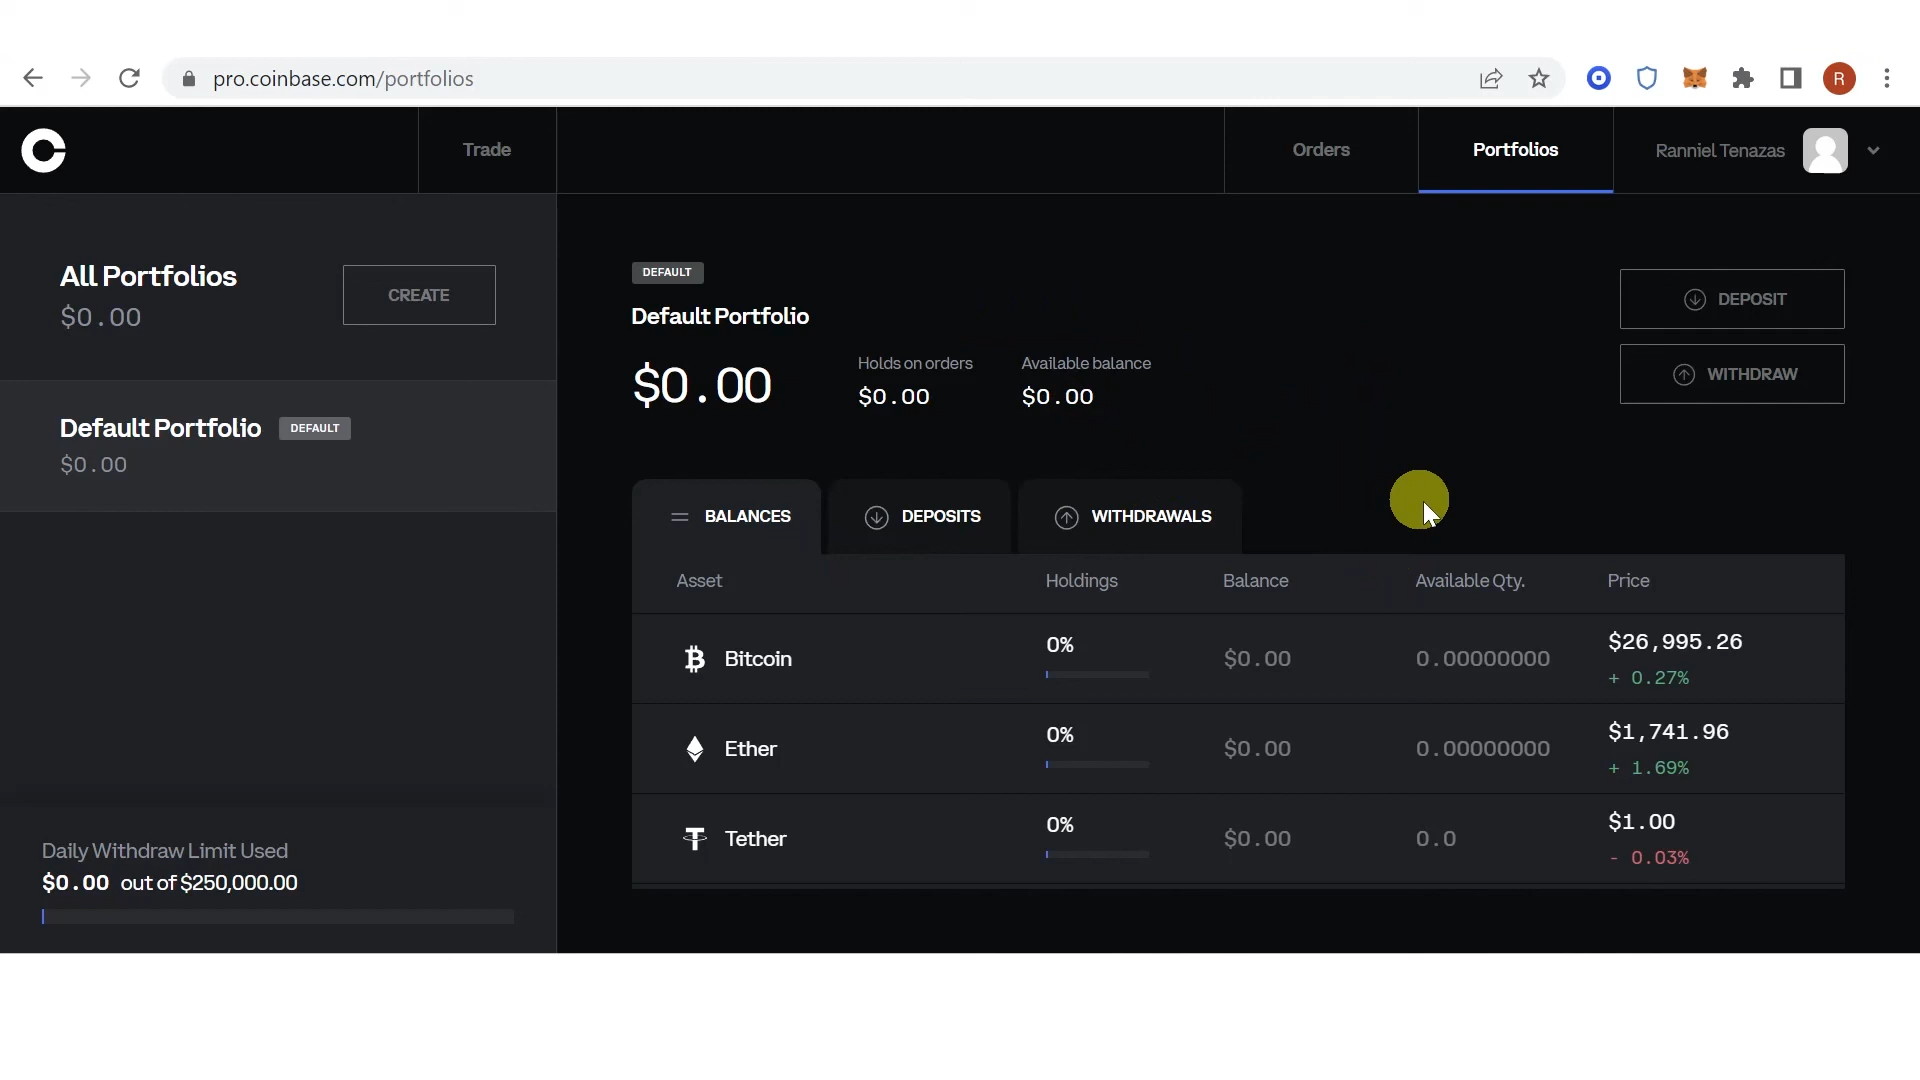 pro.coinbase.com/portfolios
R
Trade
Orders
Portfolios
Ranniel Tenazas
All Portfolios
$0.00
CREATE
Default Portfolio DEFAULT
$0.00
Daily Withdraw Limit Used
$0.00 out of $250,000.00
DEFAULT
Default Portfolio
$0.00
Holds on orders
$0.00
Available balance
$0.00
DEPOSIT
WITHDRAW
BALANCES
DEPOSITS
WITHDRAWALS
Asset Holdings Balance Available Qty. Price
Bitcoin 0% $0.00 0.00000000 $26,995.26
+ 0.27%
Ether 0% $0.00 0.00000000 $1,741.96
+ 1.69%
Tether 0% $0.00 0.0 $1.00
- 0.03%